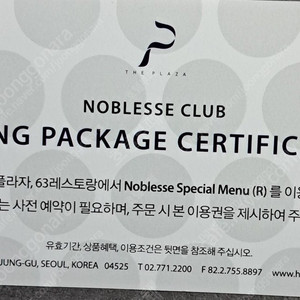 THE PLAZA
NOBLESSE CLUB
NG PACKAGE CERTIFIC
플라자, 63레스토랑에서 Noblesse Special Menu (R) 를 이용
는 사전 예약이 필요하며, 주문 시 본 이용권을 제시하여 주
유효기간, 상품혜택, 이용조건은 뒷면을 참조해 주십시오.
JUNG-GU, SEOUL, KOREA 04525 T 02.771.2200 F 82.2.755.8897 www.h